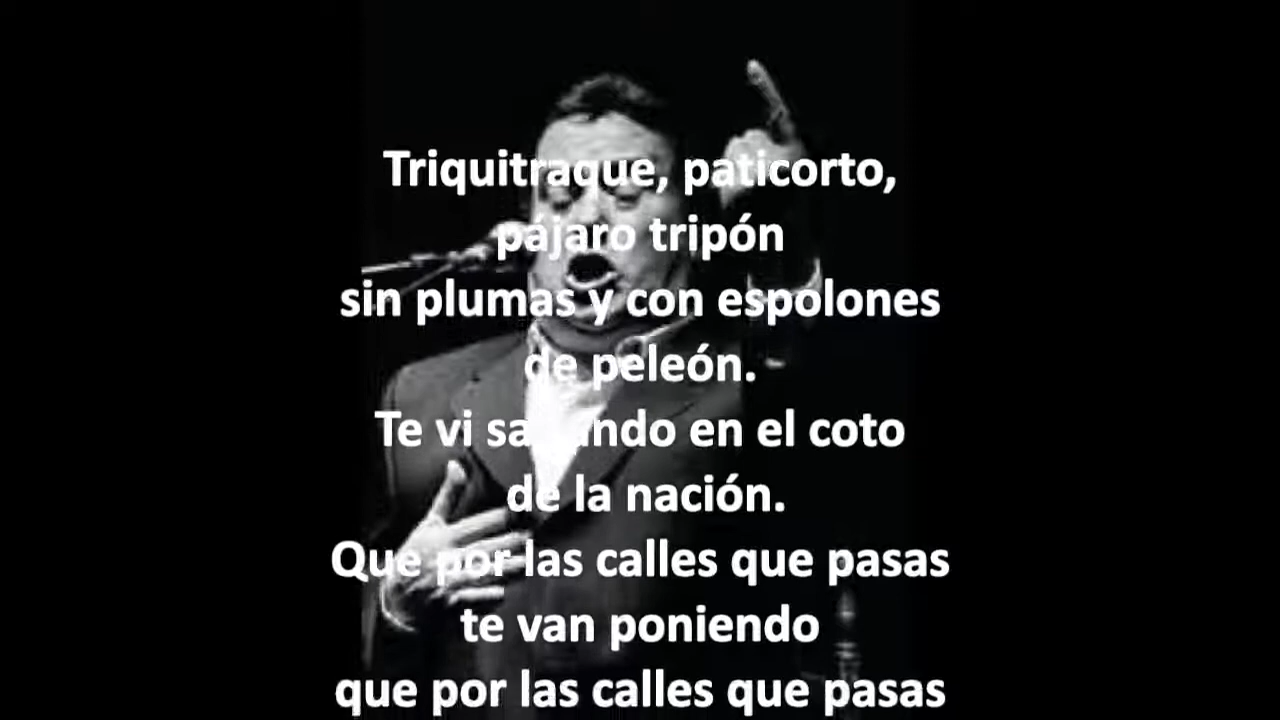 Triquitraque, paticorto,
pájaro tripón
sin plumas y con espolones
de peleón.
Te vi saltando en el coto
de la nación.
Que por las calles que pasas
te van poniendo
que por las calles que pasas